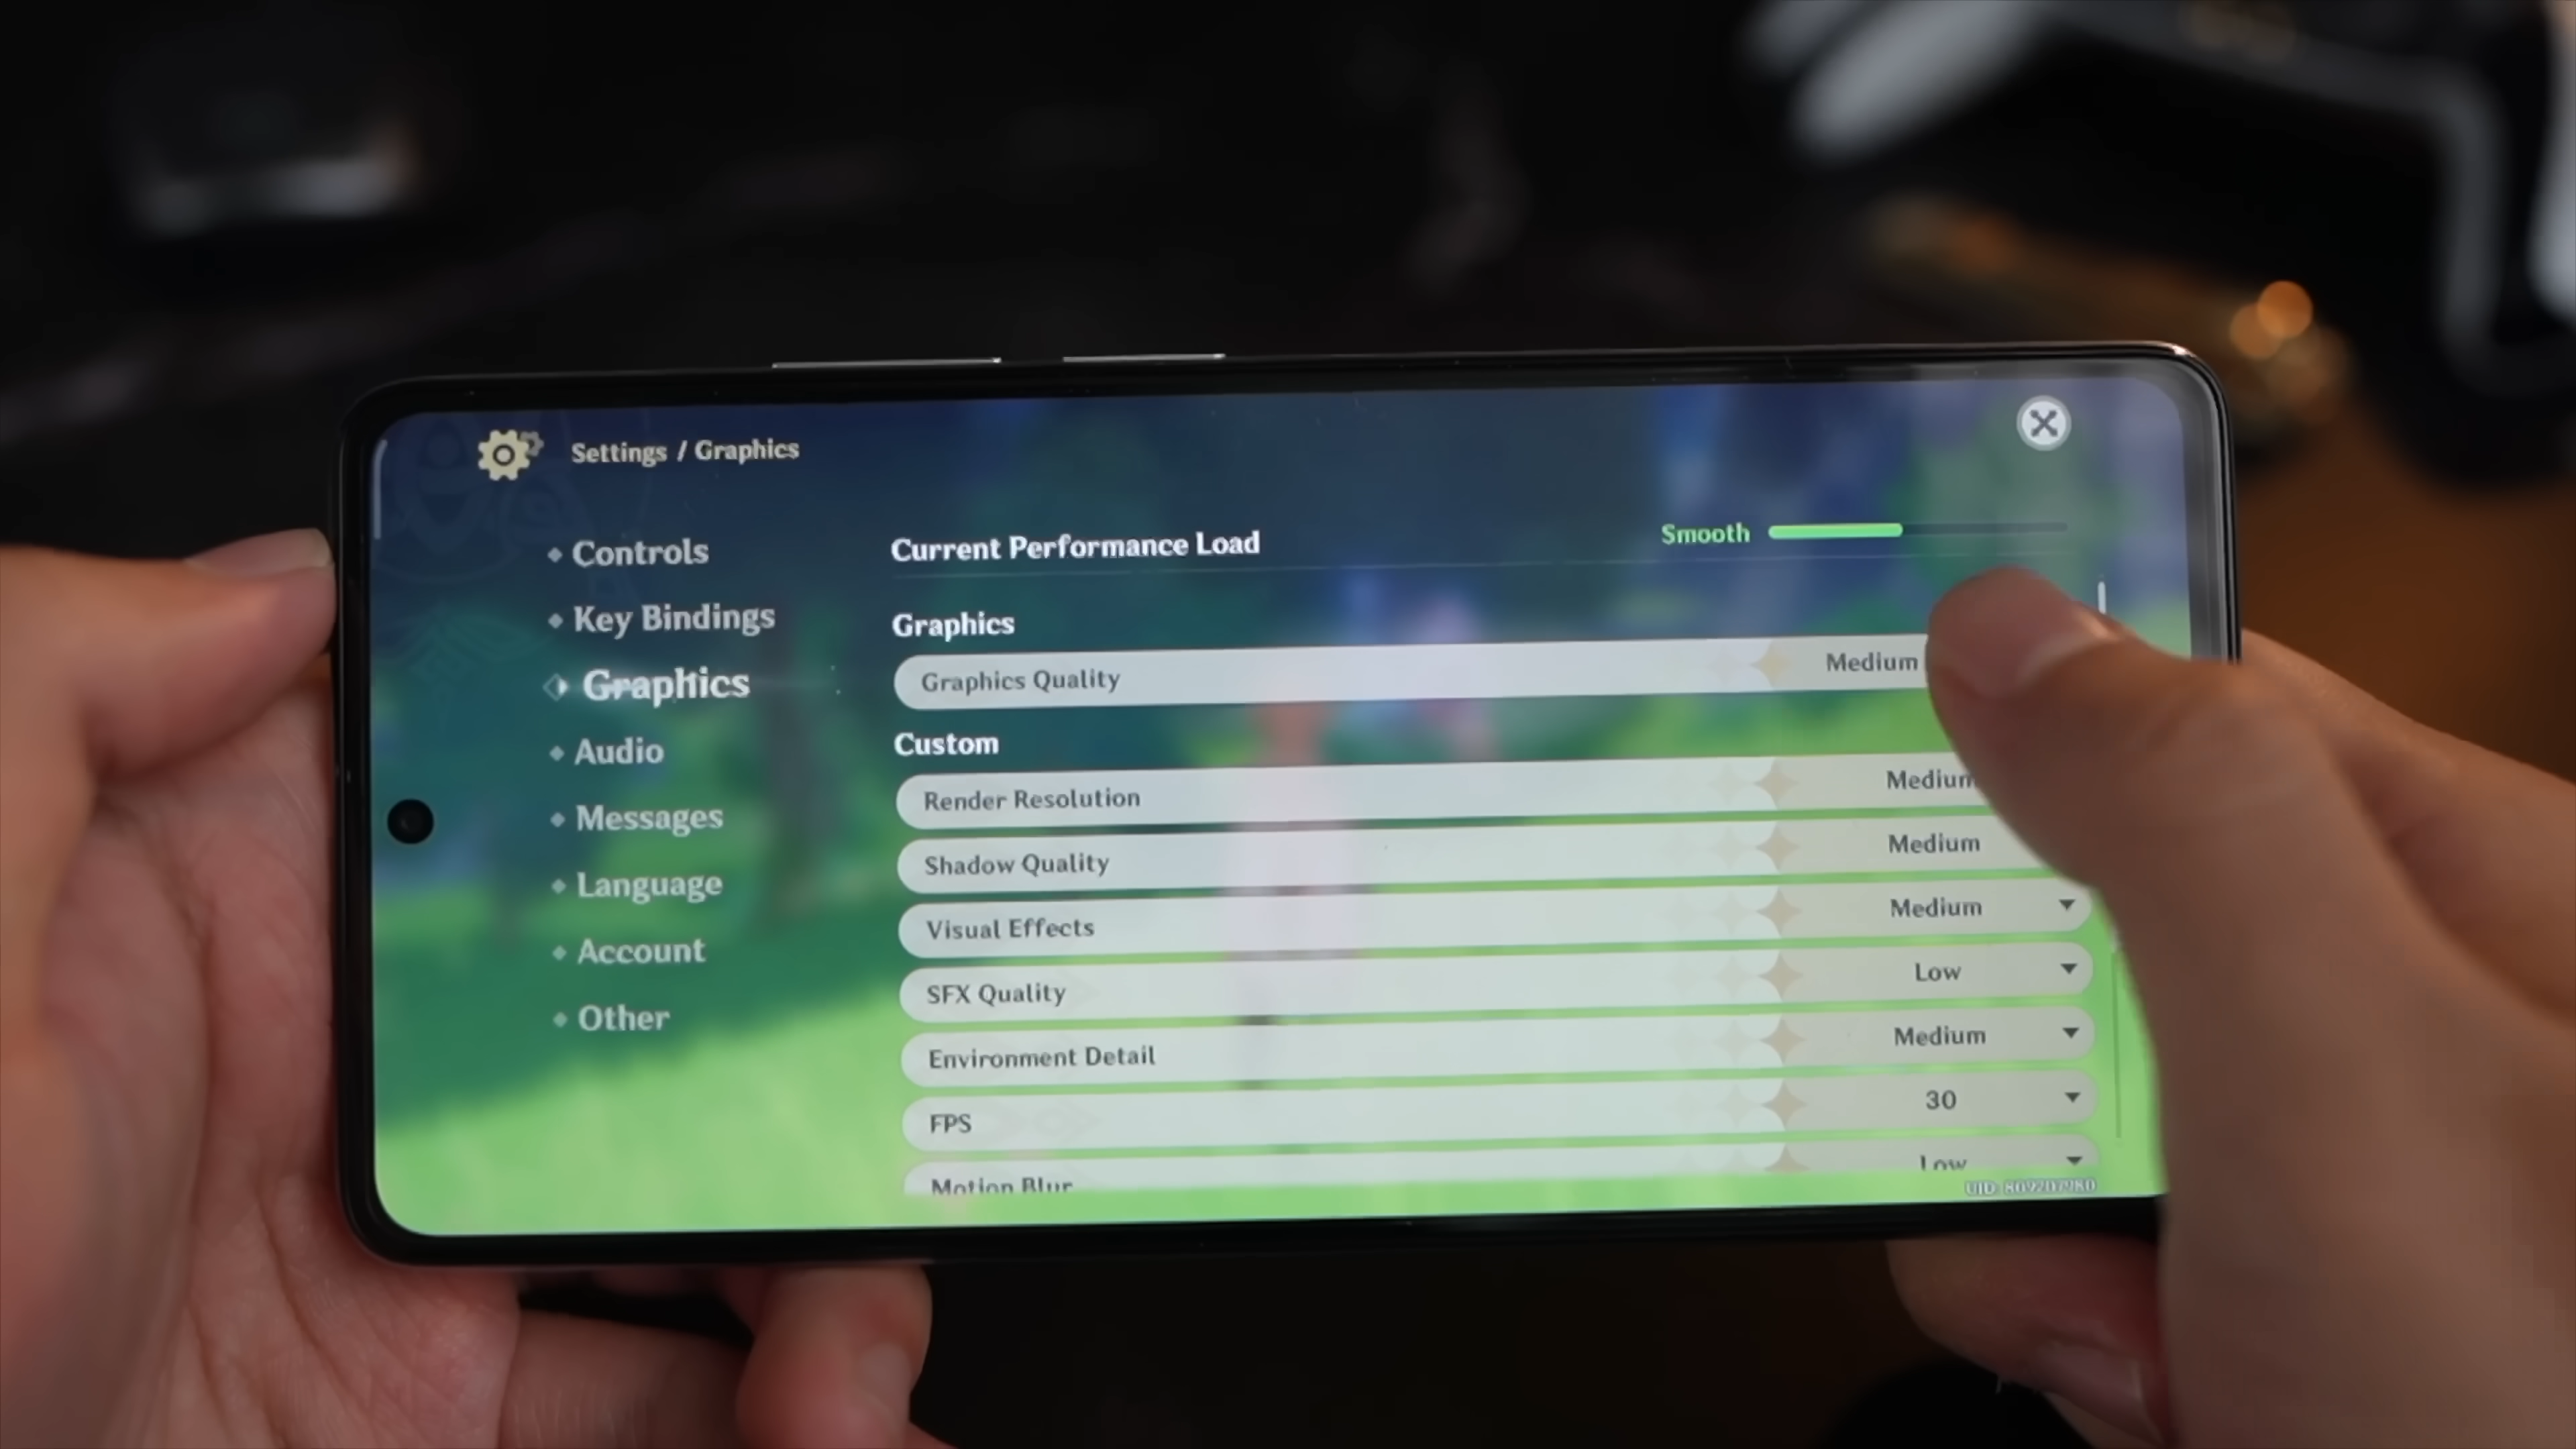 Settings / Graphics
Controls
Key Bindings
Graphics
Audio
Messages
Language
Account
Other
Current Performance Load
Smooth
Graphics
Graphics Quality Medium
Custom
Render Resolution Medium
Shadow Quality Medium
Visual Effects Medium
SFX Quality Low
Environment Detail Medium
FPS 30
Motion Blur Low
UID: